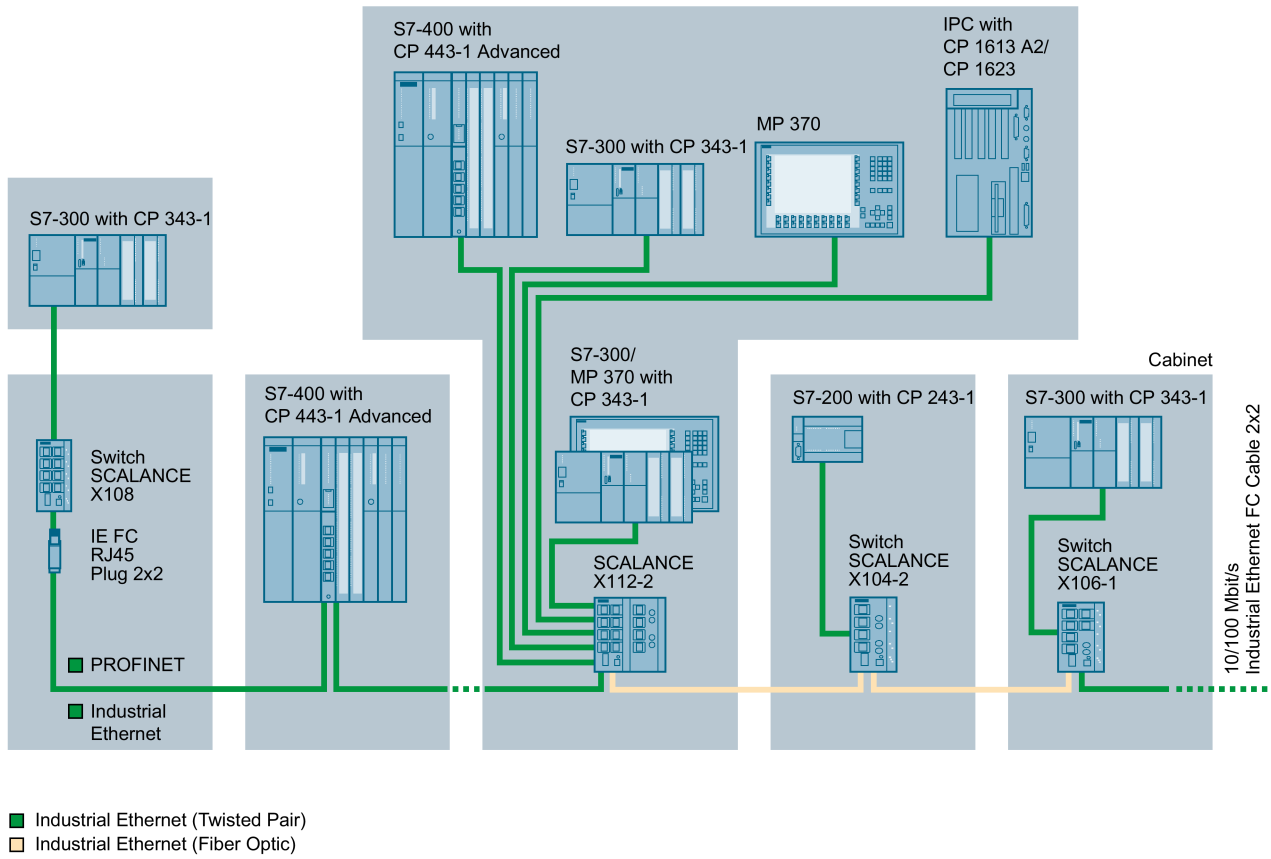 S7-400 with
CP 443-1 Advanced
IPC with
CP 1613 A2/
CP 1623
MP 370
S7-300 with CP 343-1
S7-300 with CP 343-1
S7-300/
MP 370 with
CP 343-1
Cabinet
S7-400 with
CP 443-1 Advanced
S7-200 with CP 243-1
S7-300 with CP 343-1
Switch
SCALANCE
X108
IE FC
RJ45
Plug 2x2
SCALANCE
X112-2
Switch
SCALANCE
X104-2
Switch
SCALANCE
X106-1
10/100 Mbit/s
Industrial Ethernet FC Cable 2x2
PROFINET
Industrial
Ethernet
Industrial Ethernet (Twisted Pair)
Industrial Ethernet (Fiber Optic)